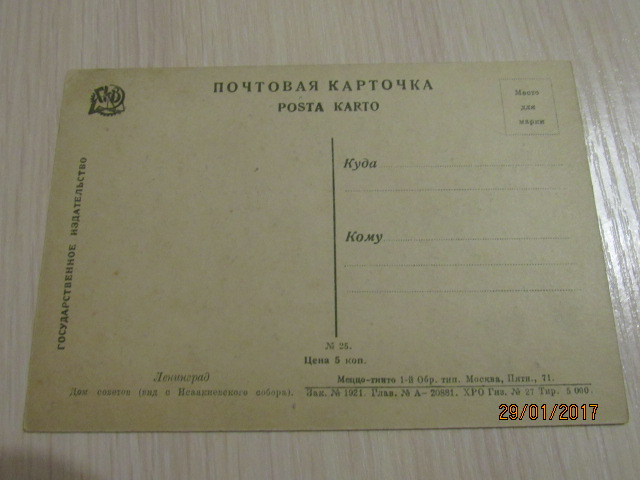 ПОЧТОВАЯ КАРТОЧКА
POSTA KARTO
Место
для
марки
ГОСУДАРСТВЕННОЕ ИЗДАТЕЛЬСТВО
Куда
Кому
№ 25.
Цена 5 коп.
Ленинград
Дом советов (вид с Исаакиевского собора).
Меццо-тинто 1-й Обр. тип. Москва, Пятн., 71.
Зак. № 1921. Глав. № А—20881. ХРО Гиз. № 27 Тир. 5 000.
29/01/2017